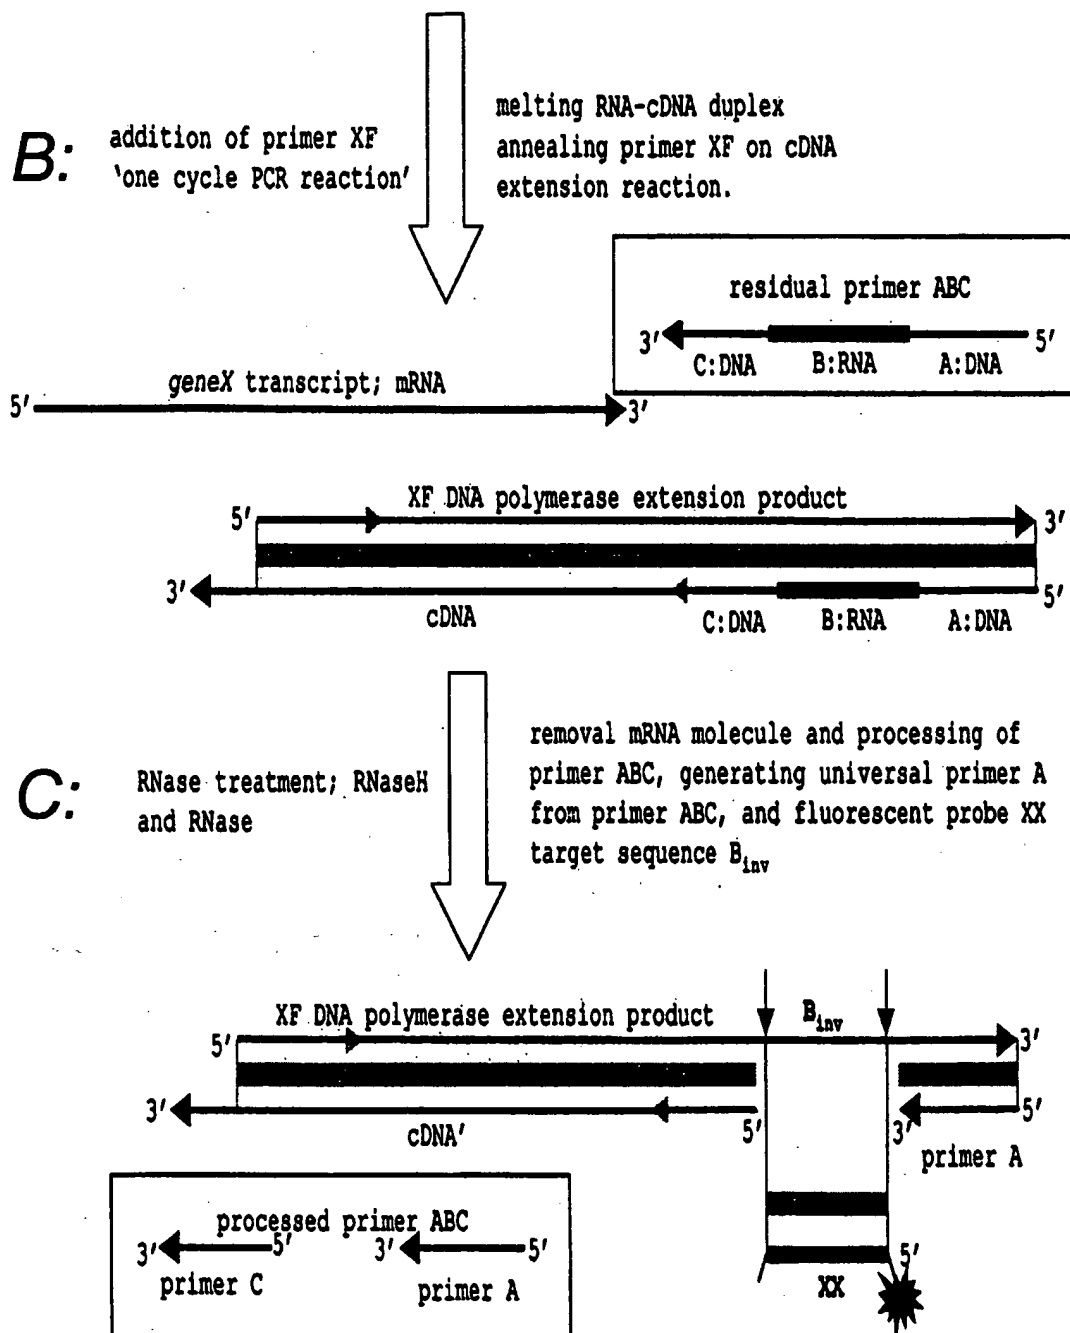 B:
addition of primer XF
'one cycle PCR reaction'
melting RNA-cDNA duplex
annealing primer XF on cDNA
extension reaction.
residual primer ABC
3' 5'
C:DNA B:RNA A:DNA
geneX transcript; mRNA
5' 3'
XF DNA polymerase extension product
5' 3'
3' 5'
cDNA C:DNA B:RNA A:DNA
C:
RNase treatment; RNaseH
and RNase
removal mRNA molecule and processing of
primer ABC, generating universal primer A
from primer ABC, and fluorescent probe XX
target sequence Binv
XF DNA polymerase extension product Binv
5' 3'
3' 5' 3' 5'
cDNA' primer A
processed primer ABC
3' 5' 3' 5'
primer C primer A
5'
XX